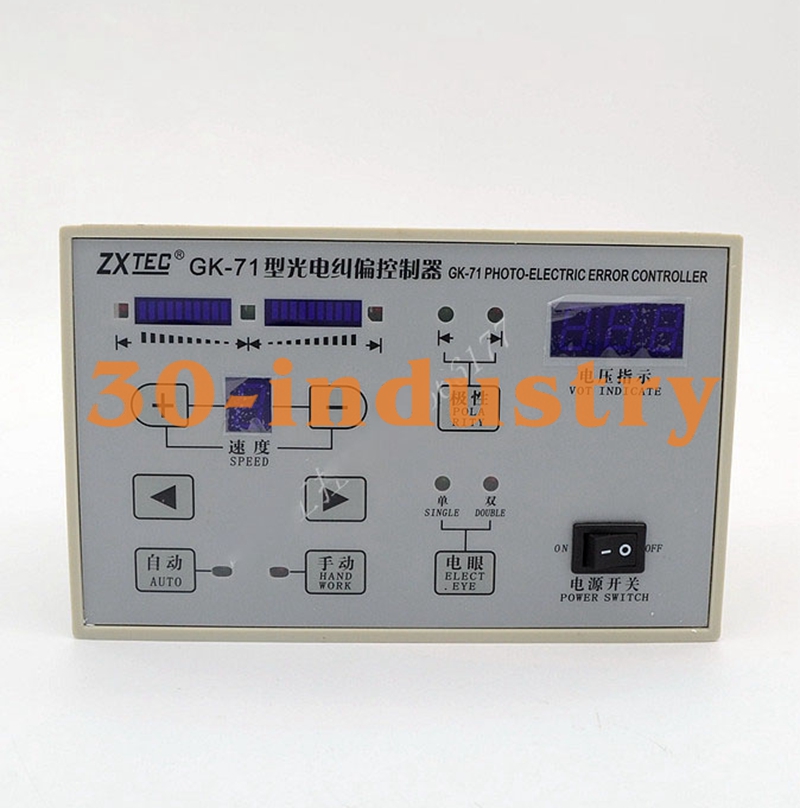 ZXTEC® GK-71型光电纠偏控制器 GK-71 PHOTO-ELECTRIC ERROR CONTROLLER
电压指示
VOT INDICATE
30-industry
+
−
极性
POLA
RITY
速度
SPEED
单
SINGLE
双
DOUBLE
自动
AUTO
手动
HAND
WORK
电眼
ELECT
.EYE
ON
OFF
电源开关
POWER SWITCH